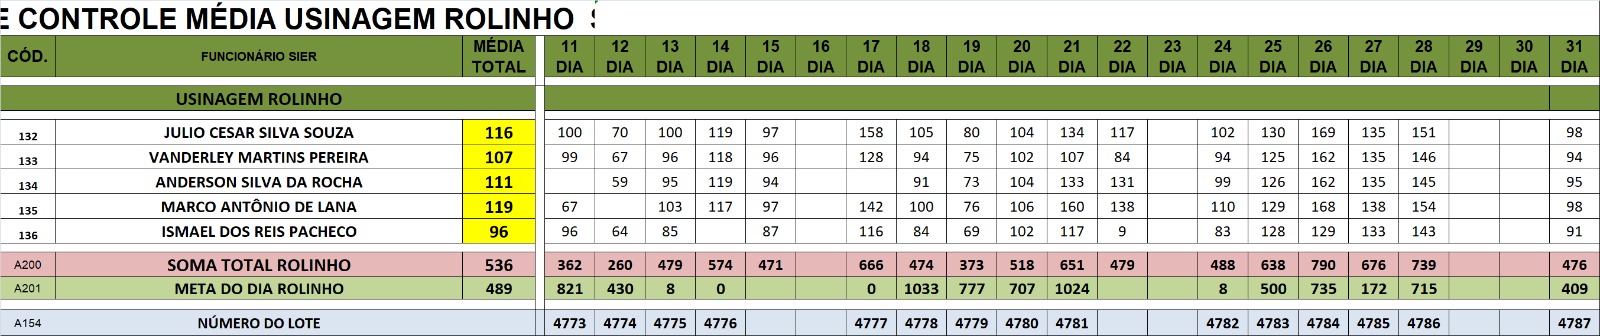 E CONTROLE MÉDIA USINAGEM ROLINHO
CÓD. FUNCIONÁRIO SIER MÉDIA TOTAL 11 DIA 12 DIA 13 DIA 14 DIA 15 DIA 16 DIA 17 DIA 18 DIA 19 DIA 20 DIA 21 DIA 22 DIA 23 DIA 24 DIA 25 DIA 26 DIA 27 DIA 28 DIA 29 DIA 30 DIA 31 DIA
USINAGEM ROLINHO
132 JULIO CESAR SILVA SOUZA 116 100 70 100 119 97 158 105 80 104 134 117 102 130 169 135 151 98
133 VANDERLEY MARTINS PEREIRA 107 99 67 96 118 96 128 94 75 102 107 84 94 125 162 135 146 94
134 ANDERSON SILVA DA ROCHA 111 59 95 119 94 91 73 104 133 131 99 126 162 135 145 95
135 MARCO ANTÔNIO DE LANA 119 67 103 117 97 142 100 76 106 160 138 110 129 168 138 154 98
136 ISMAEL DOS REIS PACHECO 96 96 64 85 87 116 84 69 102 117 9 83 128 129 133 143 91
A200 SOMA TOTAL ROLINHO 536 362 260 479 574 471 666 474 373 518 651 479 488 638 790 676 739 476
A201 META DO DIA ROLINHO 489 821 430 8 0 0 1033 777 707 1024 8 500 735 172 715 409
A154 NÚMERO DO LOTE 4773 4774 4775 4776 4777 4778 4779 4780 4781 4782 4783 4784 4785 4786 4787